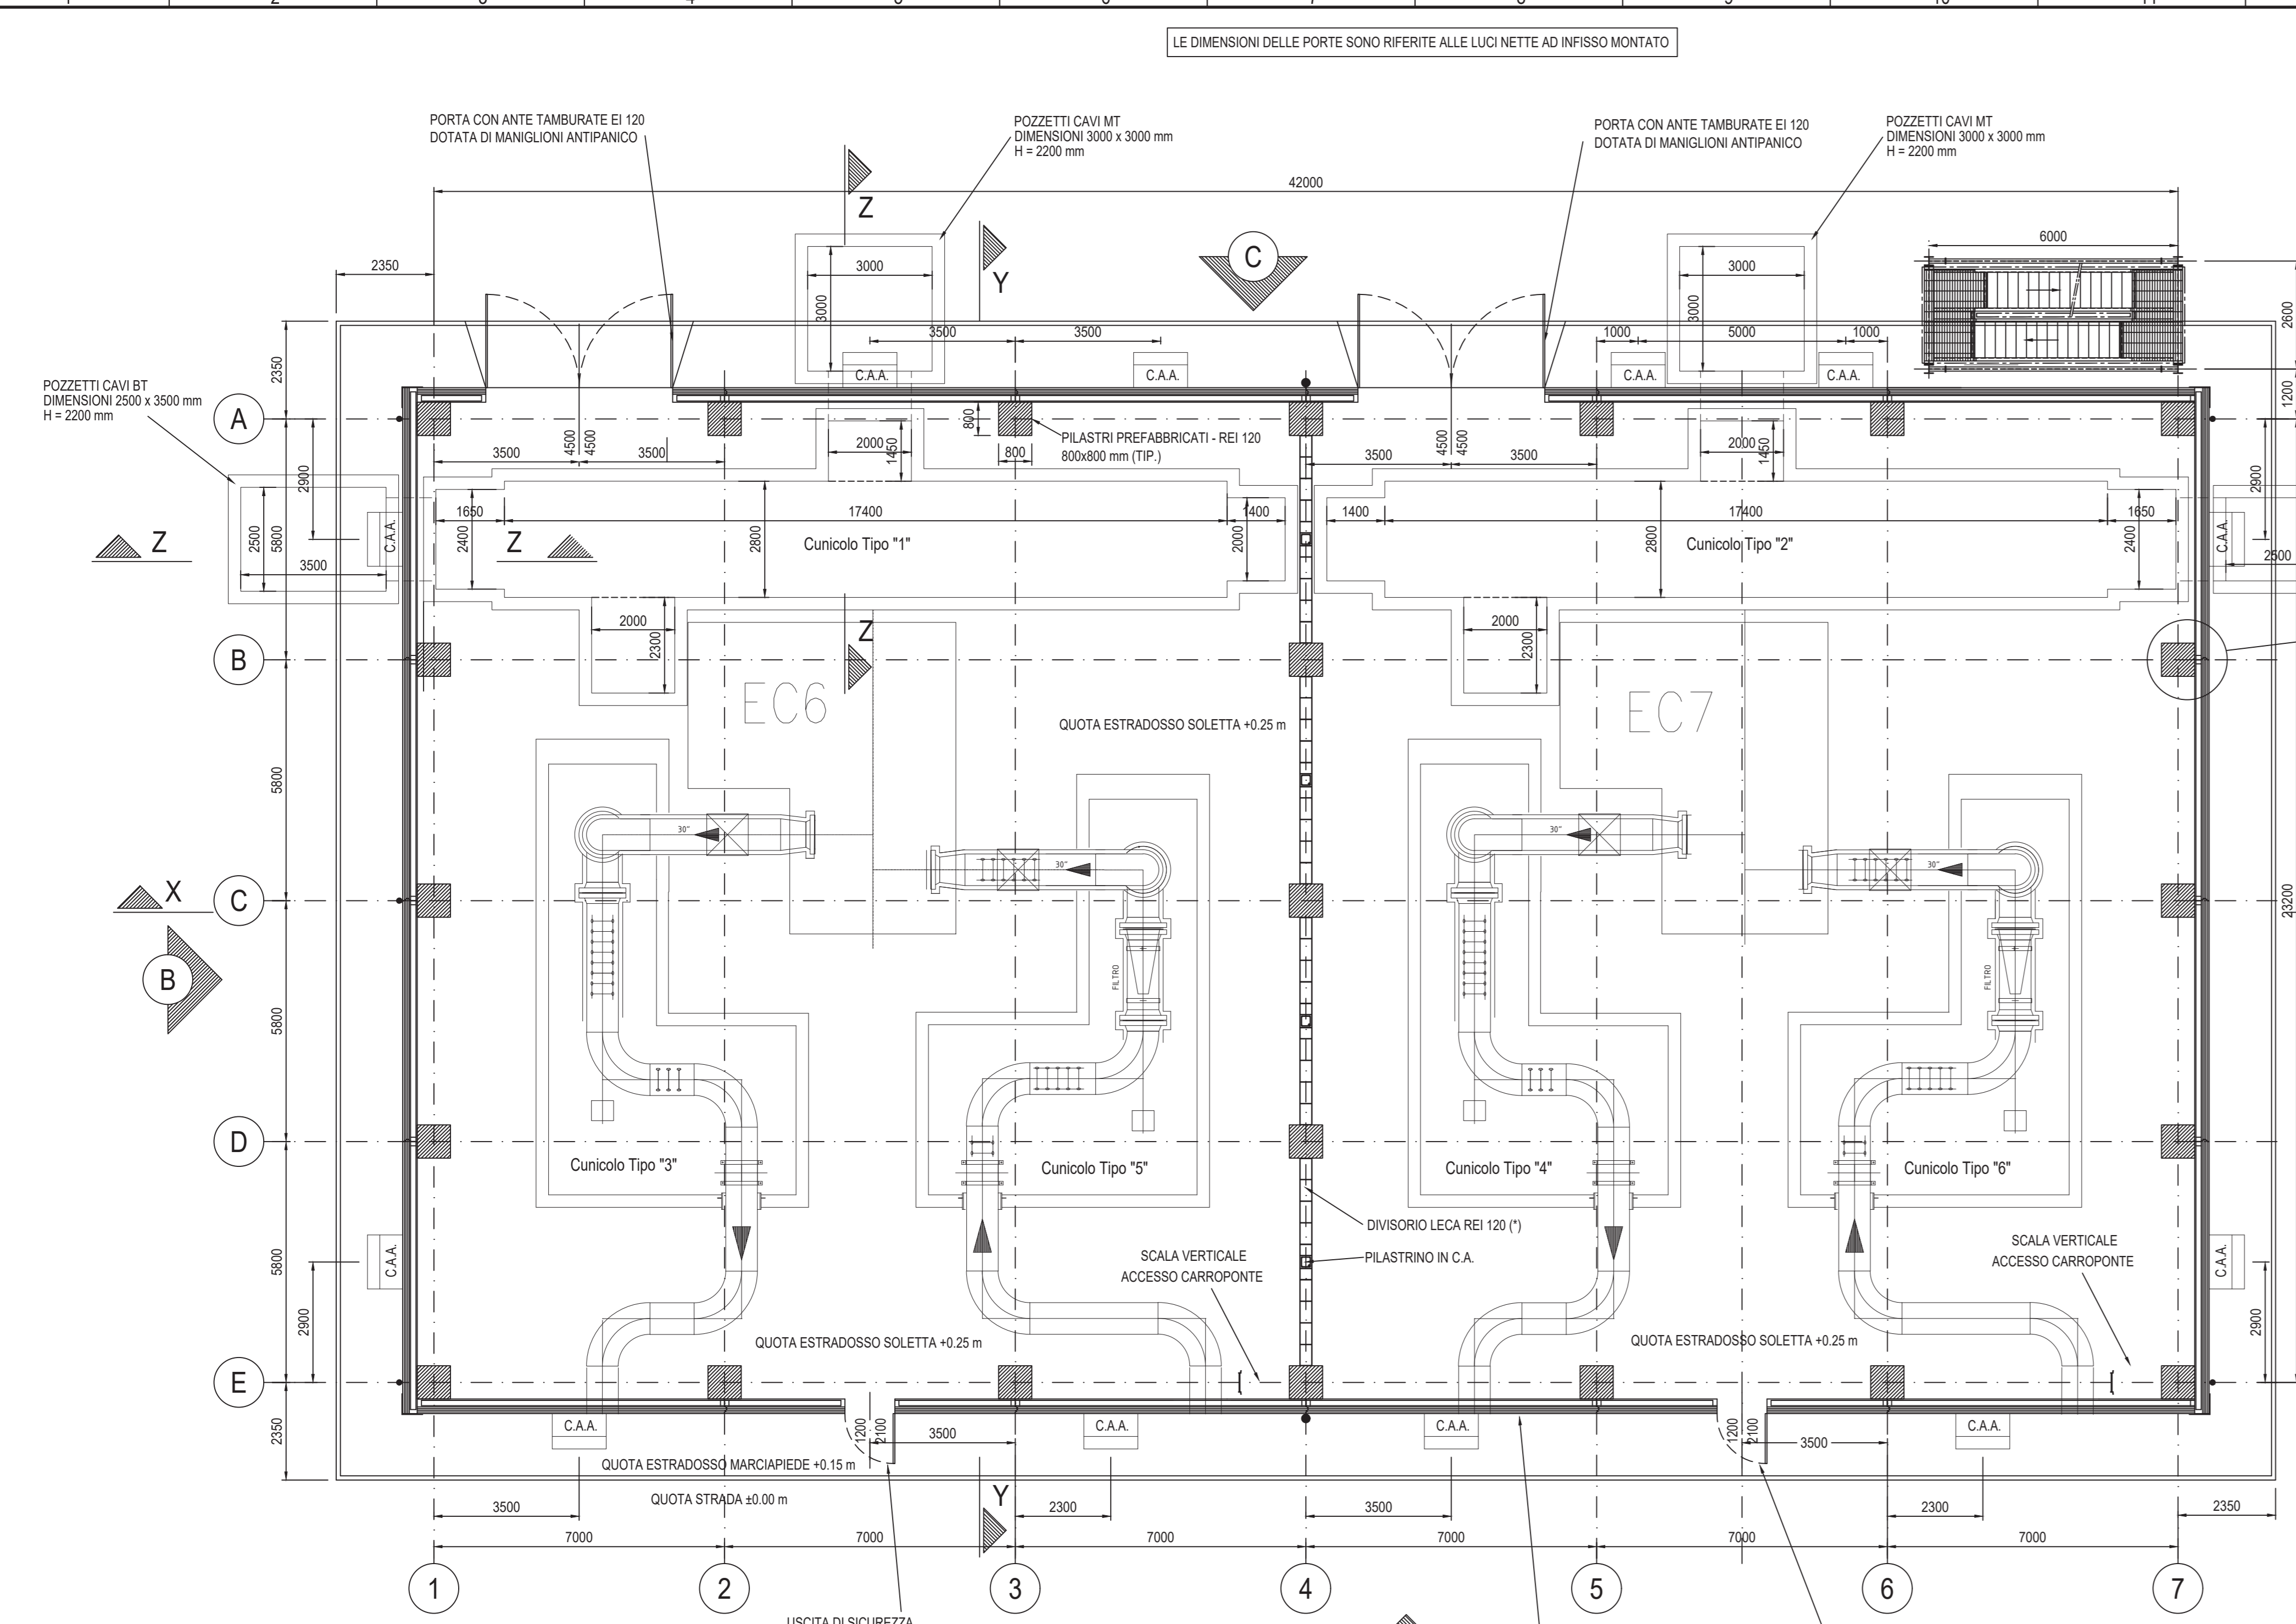 LE DIMENSIONI DELLE PORTE SONO RIFERITE ALLE LUCI NETTE AD INFISSO MONTATO
PORTA CON ANTE TAMBURATE EI 120
DOTATA DI MANIGLIONI ANTIPANICO
POZZETTI CAVI MT
DIMENSIONI 3000 x 3000 mm
H = 2200 mm
PORTA CON ANTE TAMBURATE EI 120
DOTATA DI MANIGLIONI ANTIPANICO
POZZETTI CAVI MT
DIMENSIONI 3000 x 3000 mm
H = 2200 mm
42000
Z
Y
C
6000
2350
3000
3000
3000
3000
2600
2350
3500
3500
1000
5000
1000
C.A.A.
C.A.A.
C.A.A.
C.A.A.
1200
POZZETTI CAVI BT
DIMENSIONI 2500 x 3500 mm
H = 2200 mm
A
2900
3500
4500
4500
3500
2000
1450
800
800
PILASTRI PREFABBRICATI - REI 120
800x800 mm (TIP.)
3500
4500
4500
3500
2000
1450
2900
Z
2500
5800
3500
C.A.A.
1650
2400
Z
17400
2800
Cunicolo Tipo "1"
1400
2000
1400
17400
2800
Cunicolo Tipo "2"
1650
2400
C.A.A.
2500
2000
2300
Z
2000
2300
B
EC6
QUOTA ESTRADOSSO SOLETTA +0.25 m
EC7
5800
30"
30"
30"
30"
X
C
23200
B
FILTRO
FILTRO
5800
D
Cunicolo Tipo "3"
Cunicolo Tipo "5"
Cunicolo Tipo "4"
Cunicolo Tipo "6"
DIVISORIO LECA REI 120 (*)
PILASTRINO IN C.A.
5800
C.A.A.
2900
SCALA VERTICALE
ACCESSO CARROPONTE
SCALA VERTICALE
ACCESSO CARROPONTE
C.A.A.
2900
QUOTA ESTRADOSSO SOLETTA +0.25 m
QUOTA ESTRADOSSO SOLETTA +0.25 m
E
2350
C.A.A.
1200
2100
3500
C.A.A.
C.A.A.
1200
2100
3500
C.A.A.
QUOTA ESTRADOSSO MARCIAPIEDE +0.15 m
QUOTA STRADA ±0.00 m
Y
3500
2300
3500
2300
2350
7000
7000
7000
7000
7000
7000
1
2
3
4
5
6
7
USCITA DI SICUREZZA